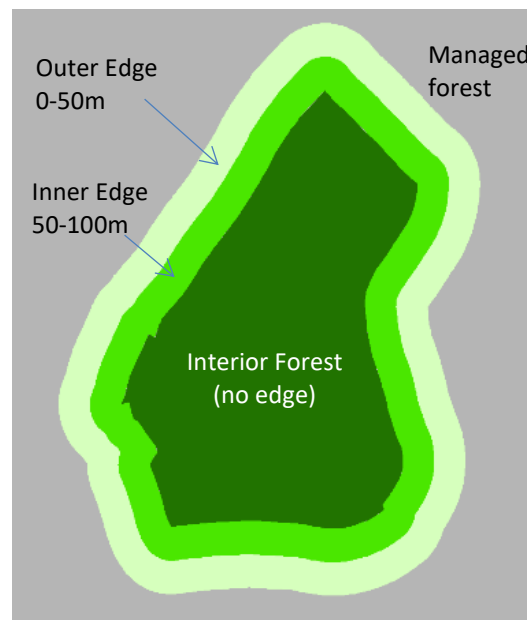 Outer Edge
0-50m
Managed
forest
Inner Edge
50-100m
Interior Forest
(no edge)